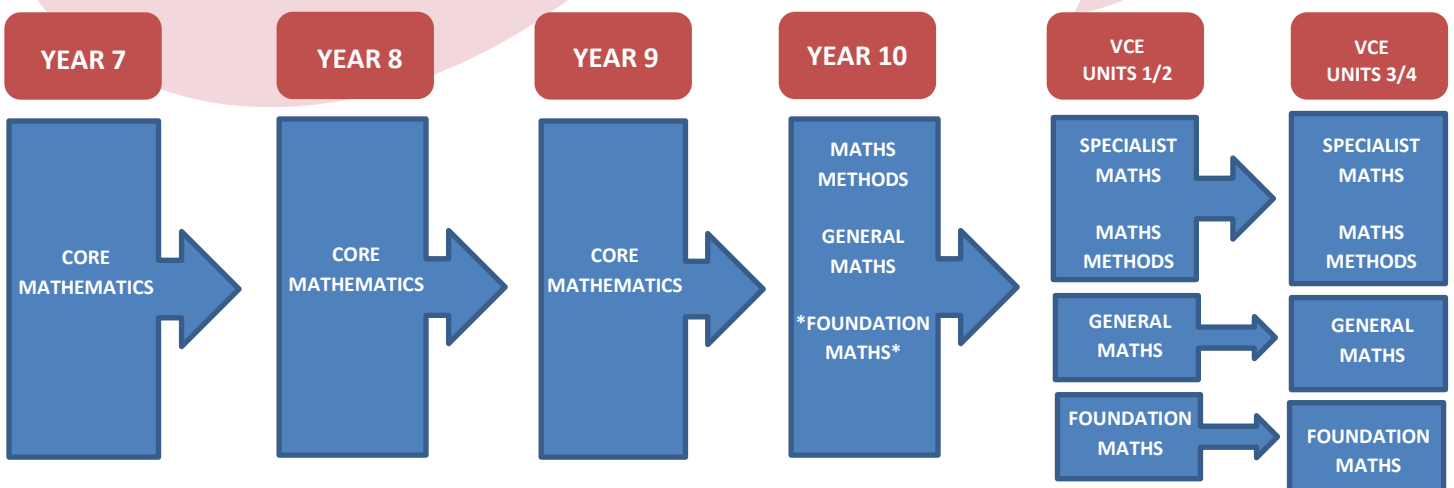 YEAR 7
YEAR 8
YEAR 9
YEAR 10
VCE
UNITS 1/2
VCE
UNITS 3/4
CORE
MATHEMATICS
CORE
MATHEMATICS
CORE
MATHEMATICS
MATHS
METHODS
GENERAL
MATHS
*FOUNDATION
MATHS*
SPECIALIST
MATHS
MATHS
METHODS
GENERAL
MATHS
FOUNDATION
MATHS
SPECIALIST
MATHS
MATHS
METHODS
GENERAL
MATHS
FOUNDATION
MATHS